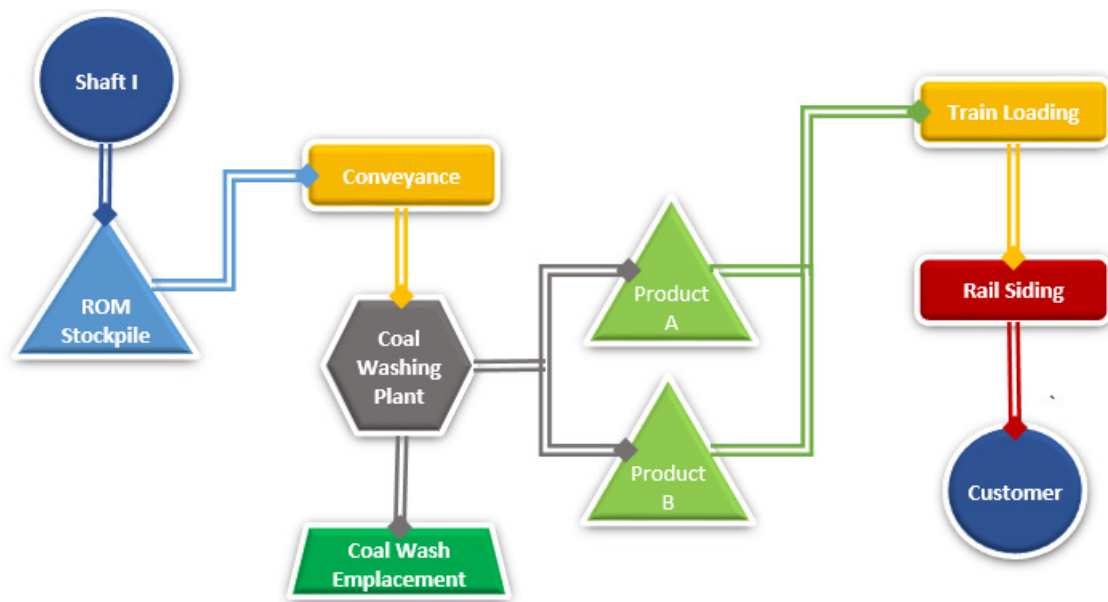 Shaft I
Train Loading
Conveyance
ROM
Stockpile
Product
A
Rail Siding
Coal
Washing
Plant
Product
B
Customer
Coal Wash
Emplacement
`